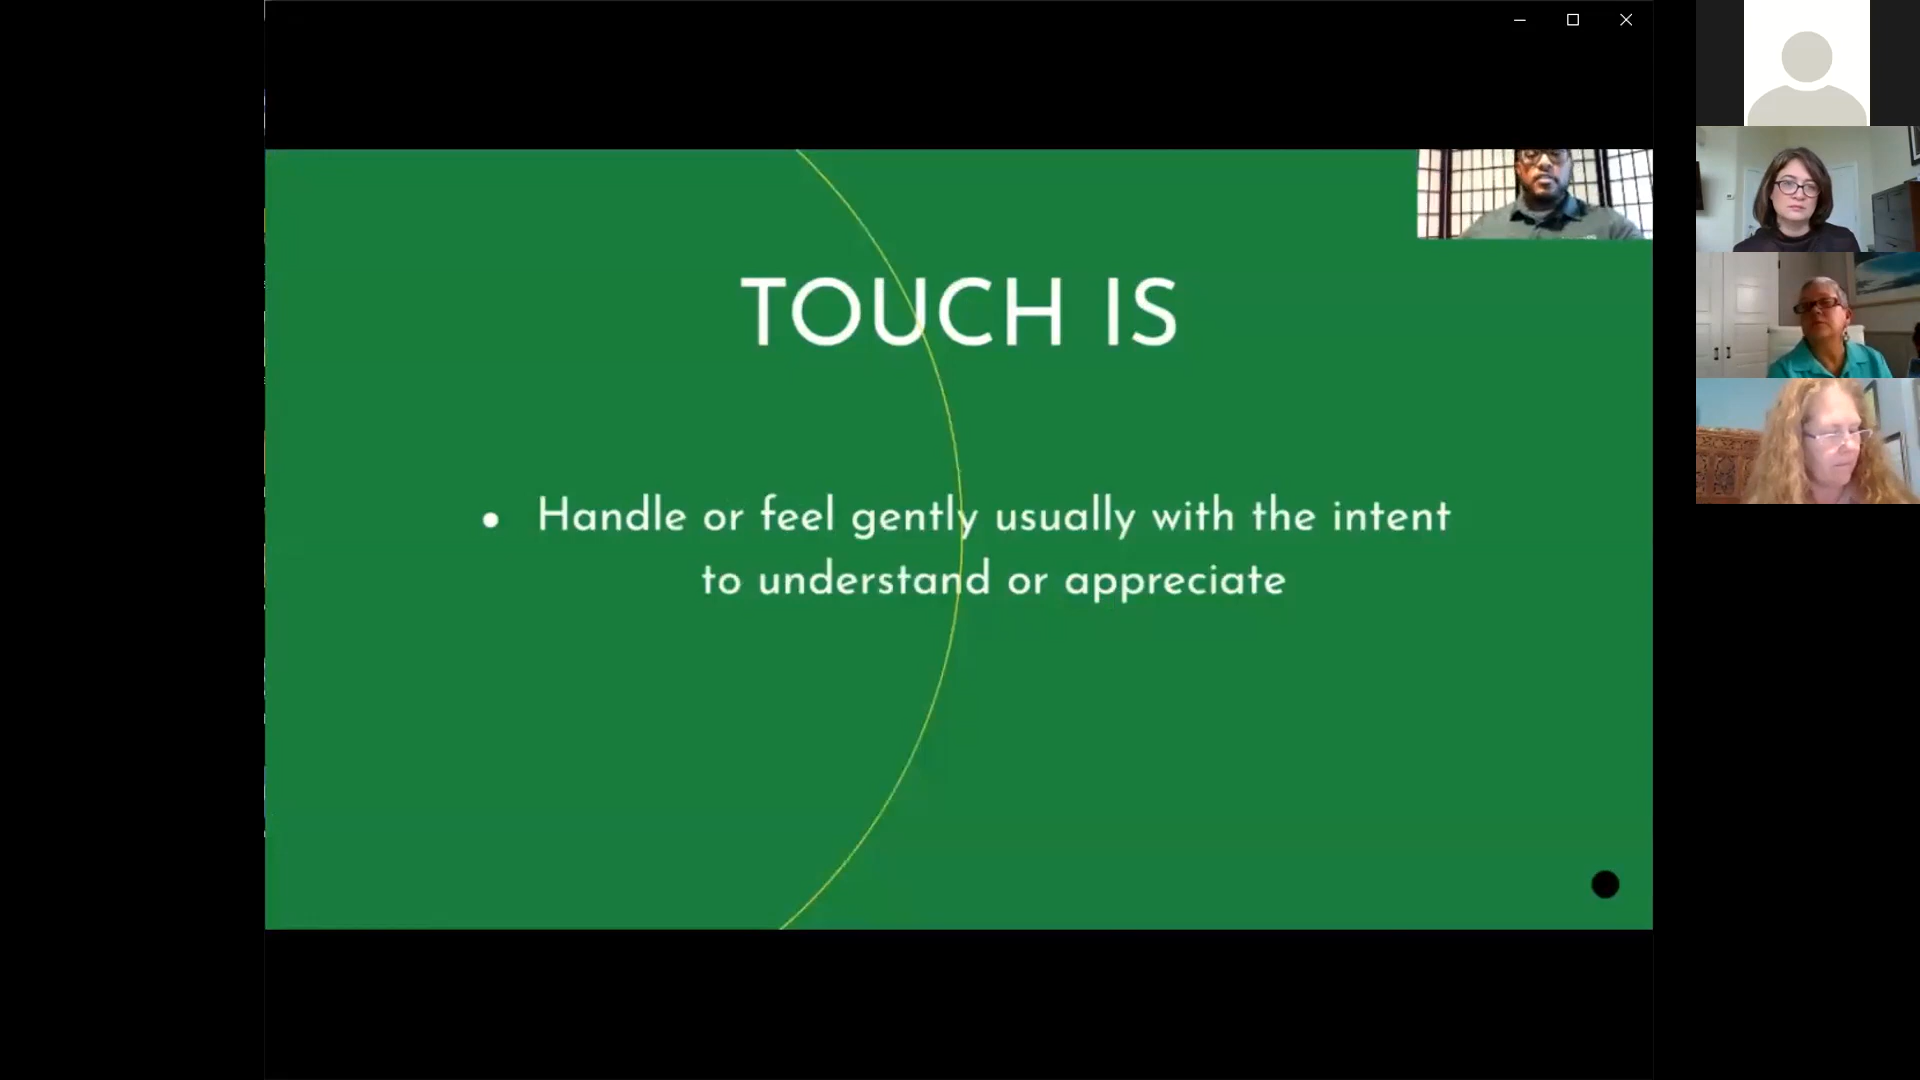 TOUCH IS
• Handle or feel gently usually with the intent
to understand or appreciate